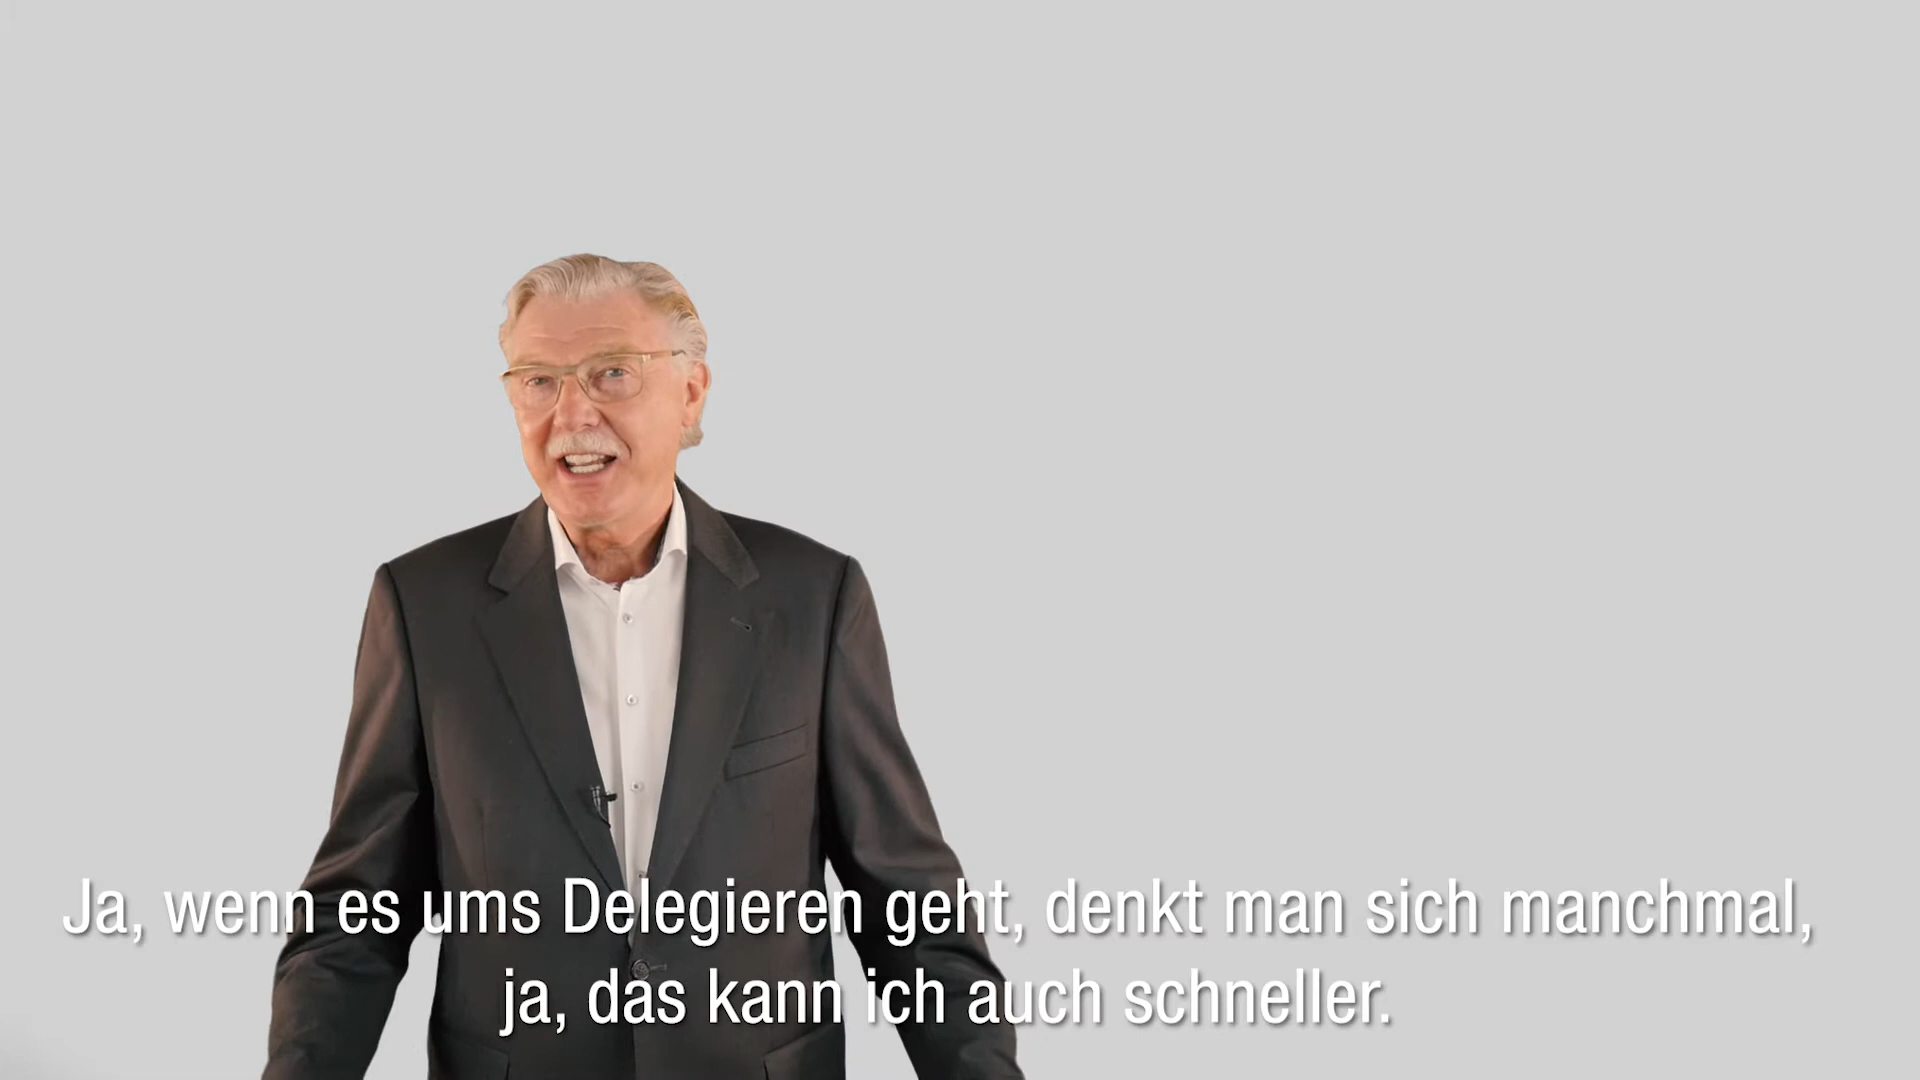 Ja, wenn es ums Delegieren geht, denkt man sich manchmal,
ja, das kann ich auch schneller.